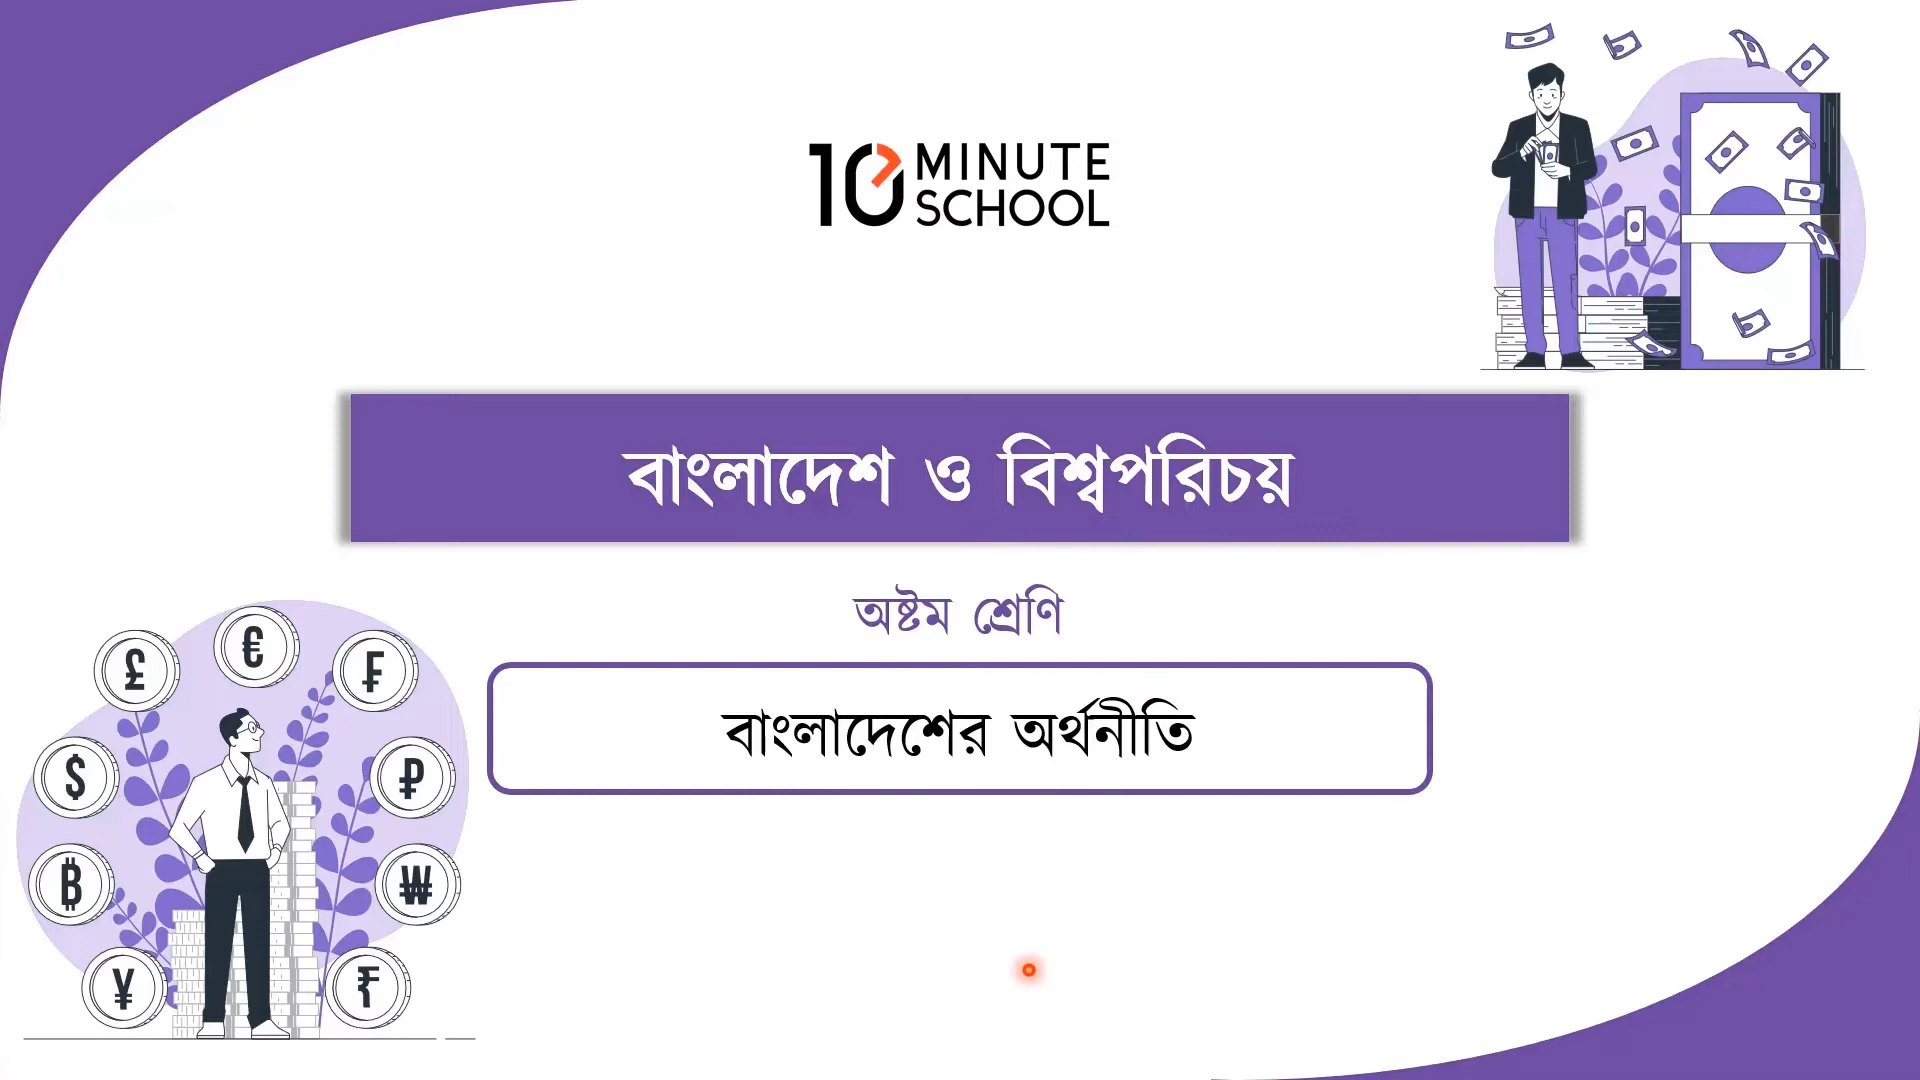 10 MINUTE
SCHOOL
বাংলাদেশ ও বিশ্বপরিচয়
অষ্টম শ্রেণি
বাংলাদেশের অর্থনীতি
£
€
₣
$
₽
₿
₩
¥
₹